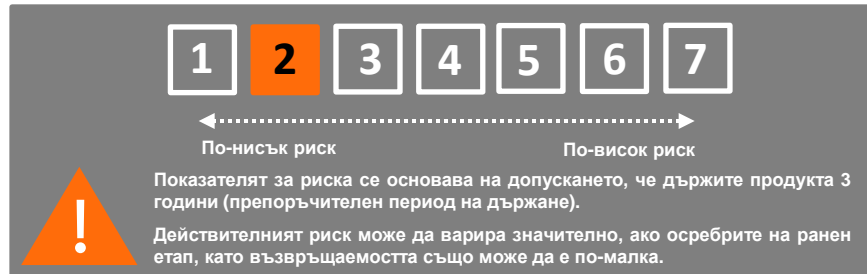 1 2 3 4 5 6 7
По-нисък риск По-висок риск
Показателят за риска се основава на допускането, че държите продукта 3
години (препоръчителен период на държане).
Действителният риск може да варира значително, ако осребрите на ранен
етап, като възвръщаемостта също може да е по-малка.
!